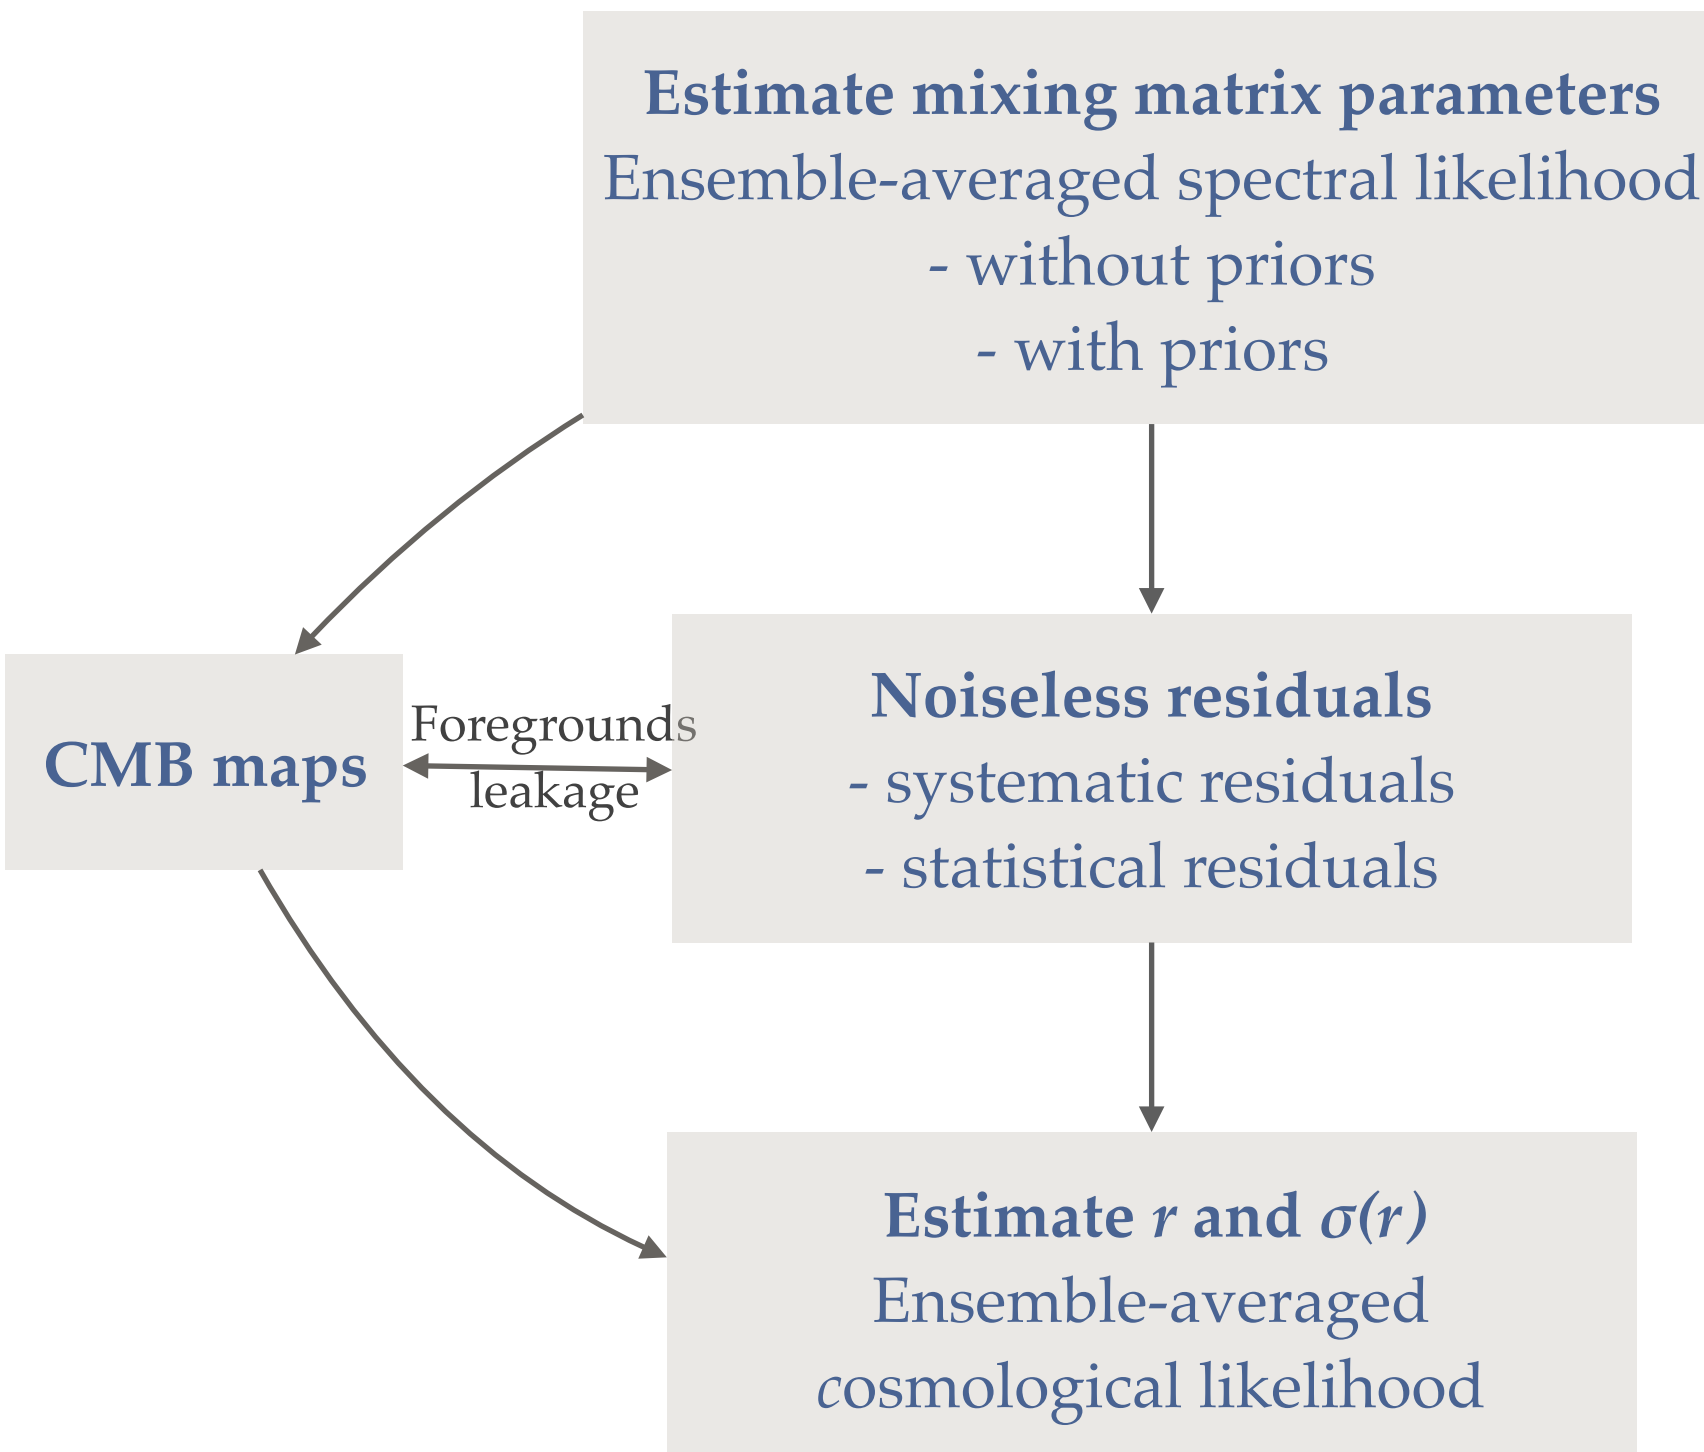 Estimate mixing matrix parameters
Ensemble-averaged spectral likelihood
- without priors
- with priors
CMB maps
Foregrounds
leakage
Noiseless residuals
- systematic residuals
- statistical residuals
Estimate r and σ(r)
Ensemble-averaged
cosmological likelihood